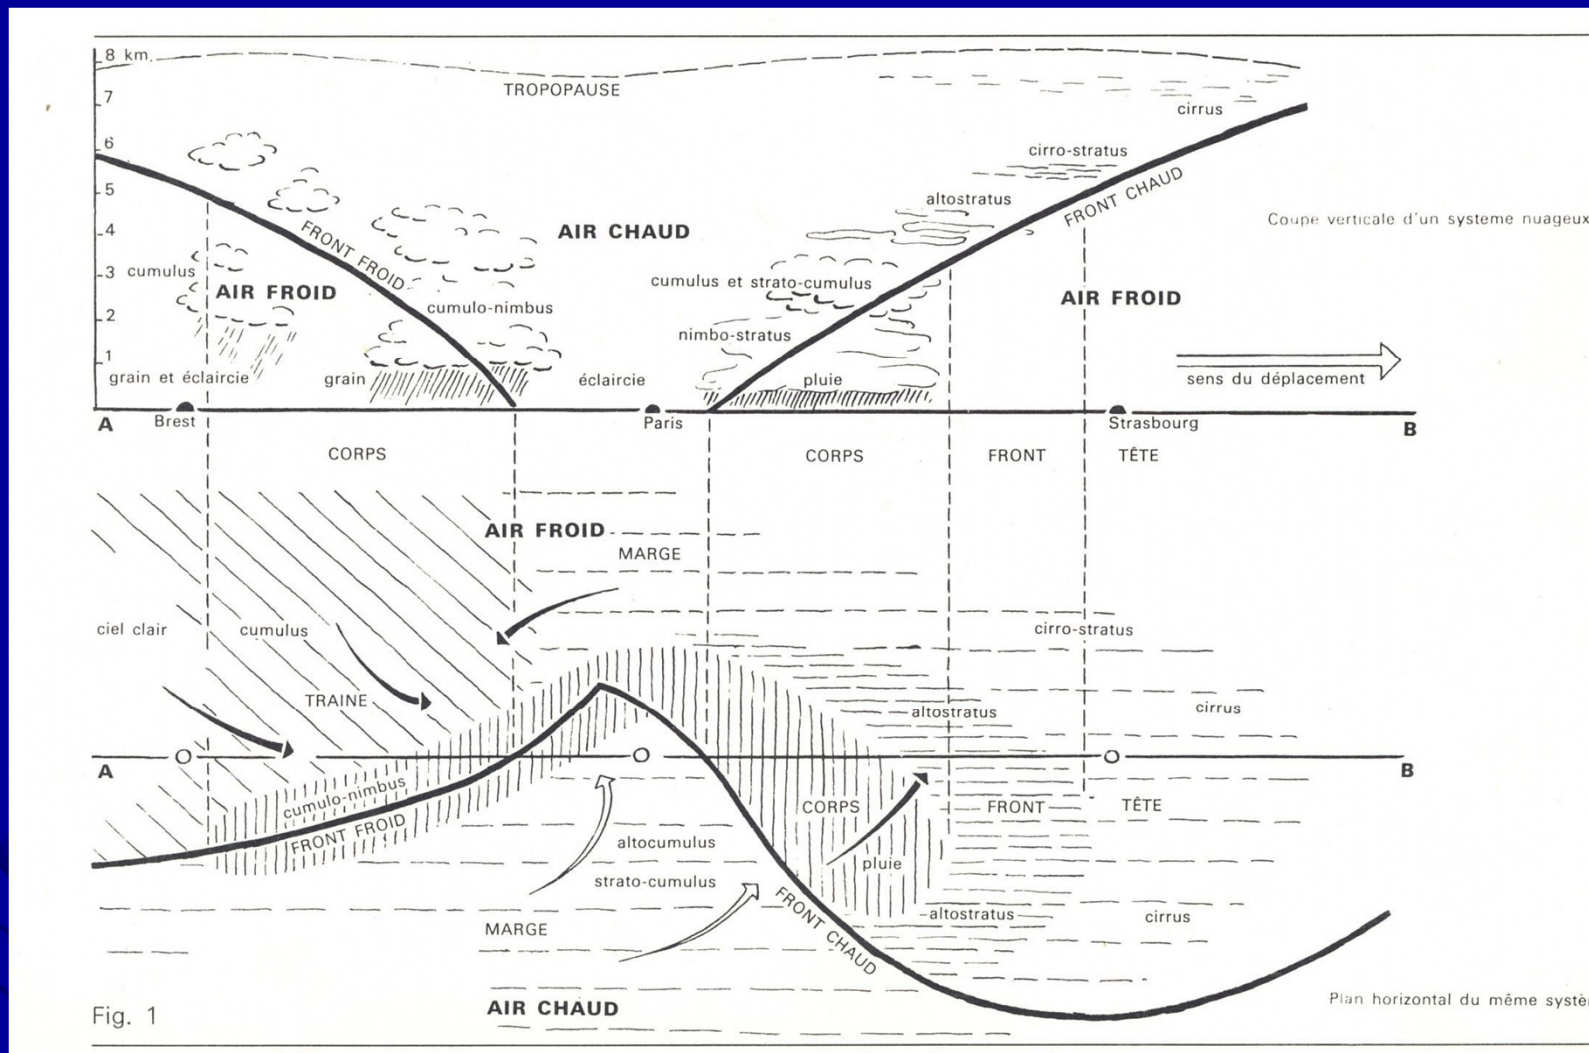 8 km.
TROPOPAUSE
7
cirrus
6
cirro-stratus
5
altostratus
FRONT CHAUD
Coupe verticale d'un systeme nuageux
4
AIR CHAUD
FRONT FROID
3
cumulus
AIR FROID
cumulus et strato-cumulus
AIR FROID
2
cumulo-nimbus
nimbo-stratus
1
grain et éclaircie
grain
éclaircie
pluie
sens du déplacement
A
Brest
Paris
Strasbourg
B
CORPS
CORPS
FRONT
TÊTE
AIR FROID
MARGE
ciel clair
cumulus
cirro-stratus
TRAINE
altostratus
cirrus
A
B
cumulo-nimbus
FRONT FROID
CORPS
FRONT
TÊTE
altocumulus
pluie
strato-cumulus
FRONT CHAUD
altostratus
cirrus
MARGE
AIR CHAUD
Plan horizontal du même systè
Fig. 1